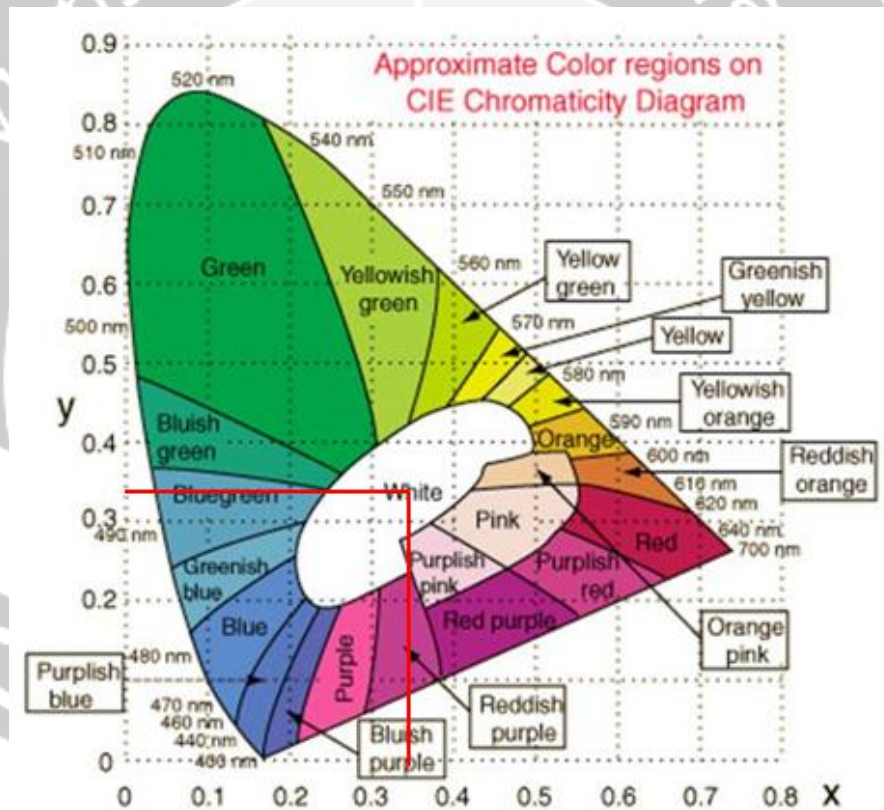 Approximate Color regions on
CIE Chromaticity Diagram
0.9
520 nm
0.8
540 nm
510 nm
550 nm
0.7
Green
Yellowish
green
560 nm
Yellow
green
Greenish
yellow
0.6
500 nm
570 nm
Yellow
0.5
580 nm
y
Yellowish
orange
Bluish
green
590 nm
0.4
Orange
600 nm
Reddish
orange
White
Bluegreen
610 nm
620 nm
0.3
Pink
490 nm
Red
640 nm
700 nm
Greenish
blue
Purplish
pink
Purplish
red
0.2
Blue
Red purple
Orange
pink
480 nm
Purplish
blue
Purple
0.1
470 nm
460 nm
440 nm
Reddish
purple
Bluish
purple
0
400 nm
0 0.1 0.2 0.3 0.4 0.5 0.6 0.7 0.8 x